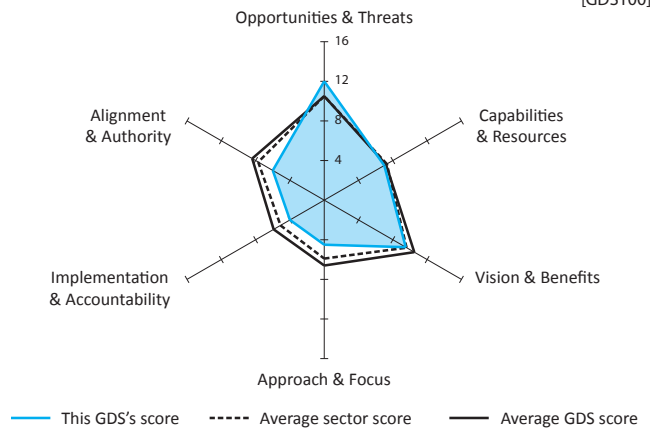 Opportunities & Threats
16
12
8
4
Alignment
& Authority
Capabilities
& Resources
Implementation
& Accountability
Vision & Benefits
Approach & Focus
This GDS's score
Average sector score
Average GDS score